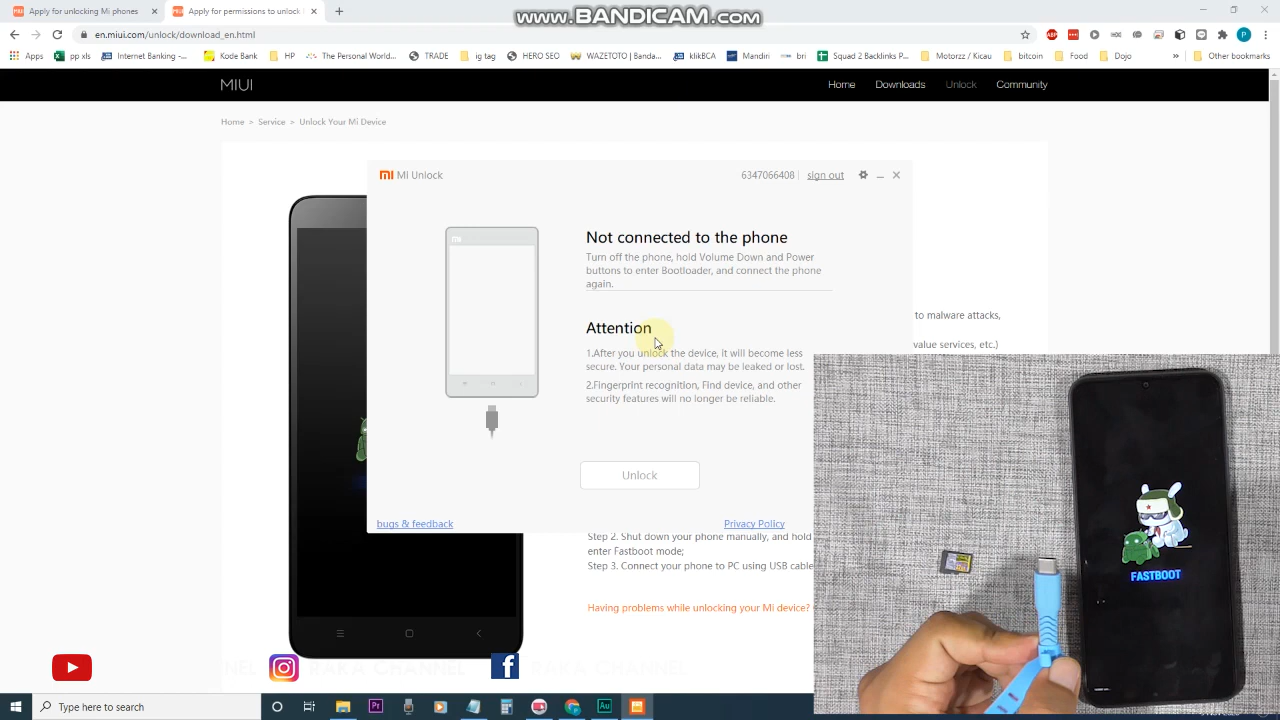 www.BANDICAM.com
Apply for unlocking Mi phones
Apply for permissions to unlock
en.miui.com/unlock/download_en.html
Apps
pp xls
Internet Banking -...
Kode Bank
HP
The Personal World...
TRADE
ig tag
HERO SEO
WAZETOTO / Banda...
klikBCA
Mandiri
bri
Squad 2 Backlinks P...
Motorzz / Kicau
bitcoin
Food
Dojo
Other bookmarks
MIUI
Home
Downloads
Unlock
Community
Home > Service > Unlock Your Mi Device
mi Mi Unlock
6347066408
sign out
Not connected to the phone
Turn off the phone, hold Volume Down and Power
buttons to enter Bootloader, and connect the phone
again.
Attention
1.After you unlock the device, it will become less
secure. Your personal data may be leaked or lost.
2.Fingerprint recognition, Find device, and other
security features will no longer be reliable.
Unlock
bugs & feedback
Privacy Policy
to malware attacks,
value services, etc.)
Step 2. Shut down your phone manually, and hold
enter Fastboot mode;
Step 3. Connect your phone to PC using USB cable
Having problems while unlocking your Mi device?
FASTBOOT
RAKA CHANNEL
RAKA CHANNEL
Type here to search